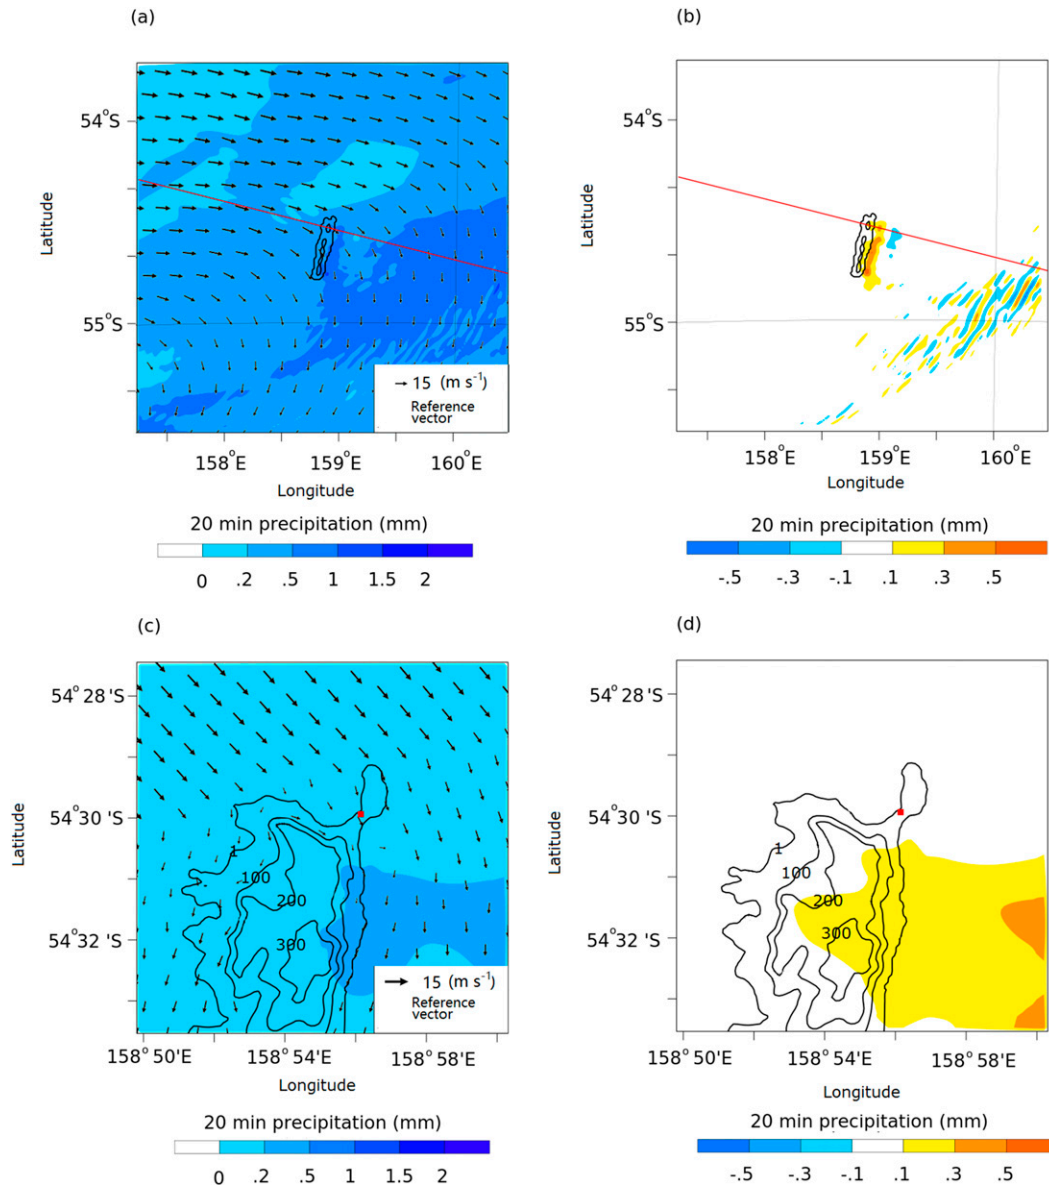 (a)
(b)
54°S
55°S
Latitude
15 (m s⁻¹)
Reference
vector
158°E 159°E 160°E
Longitude
54°S
55°S
Latitude
158°E 159°E 160°E
Longitude
20 min precipitation (mm)
0 .2 .5 1 1.5 2
20 min precipitation (mm)
-.5 -.3 -.1 .1 .3 .5
(c)
(d)
54°28 'S
54°30 'S
54°32 'S
Latitude
1
100
200
300
15 (m s⁻¹)
Reference
vector
158°50'E 158°54'E 158°58'E
Longitude
54°28 'S
54°30 'S
54°32 'S
Latitude
1
100
200
300
158°50'E 158°54'E 158°58'E
Longitude
20 min precipitation (mm)
0 .2 .5 1 1.5 2
20 min precipitation (mm)
-.5 -.3 -.1 .1 .3 .5